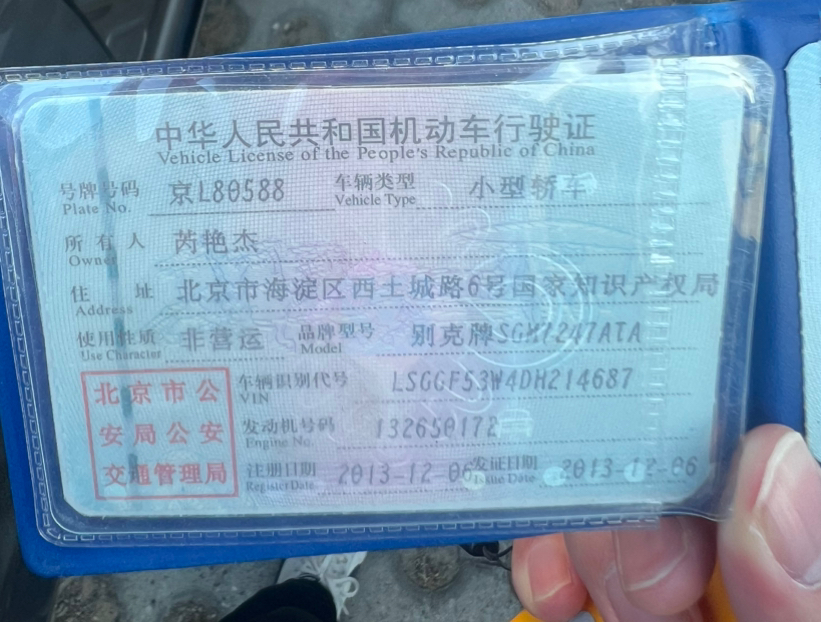 中华人民共和国机动车行驶证
Vehicle License of the People's Republic of China
号牌号码 京L80588 车辆类型 小型轿车
Plate No. Vehicle Type
所有人 芮艳杰
Owner
住址 北京市海淀区西土城路6号国家知识产权局
Address
使用性质 非营运 品牌型号 别克牌SGM7247ATA
Use Character Model
北京市公 车辆识别代号 LSGGF53W4DH214687
VIN
安局公安 发动机号码 132650172
Engine No.
交通管理局 注册日期 2013-12-06 发证日期 2013-12-06
Register Date Issue Date